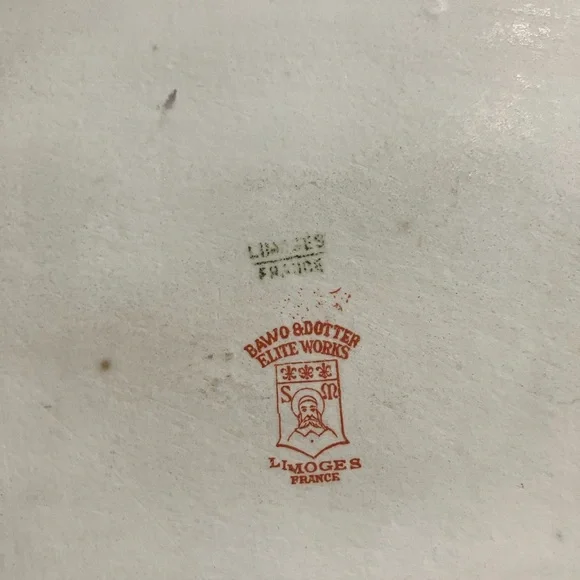 LIMOGES
FRANCE
BAWO & DOTTER
ELITE WORKS
S M
LIMOGES
FRANCE